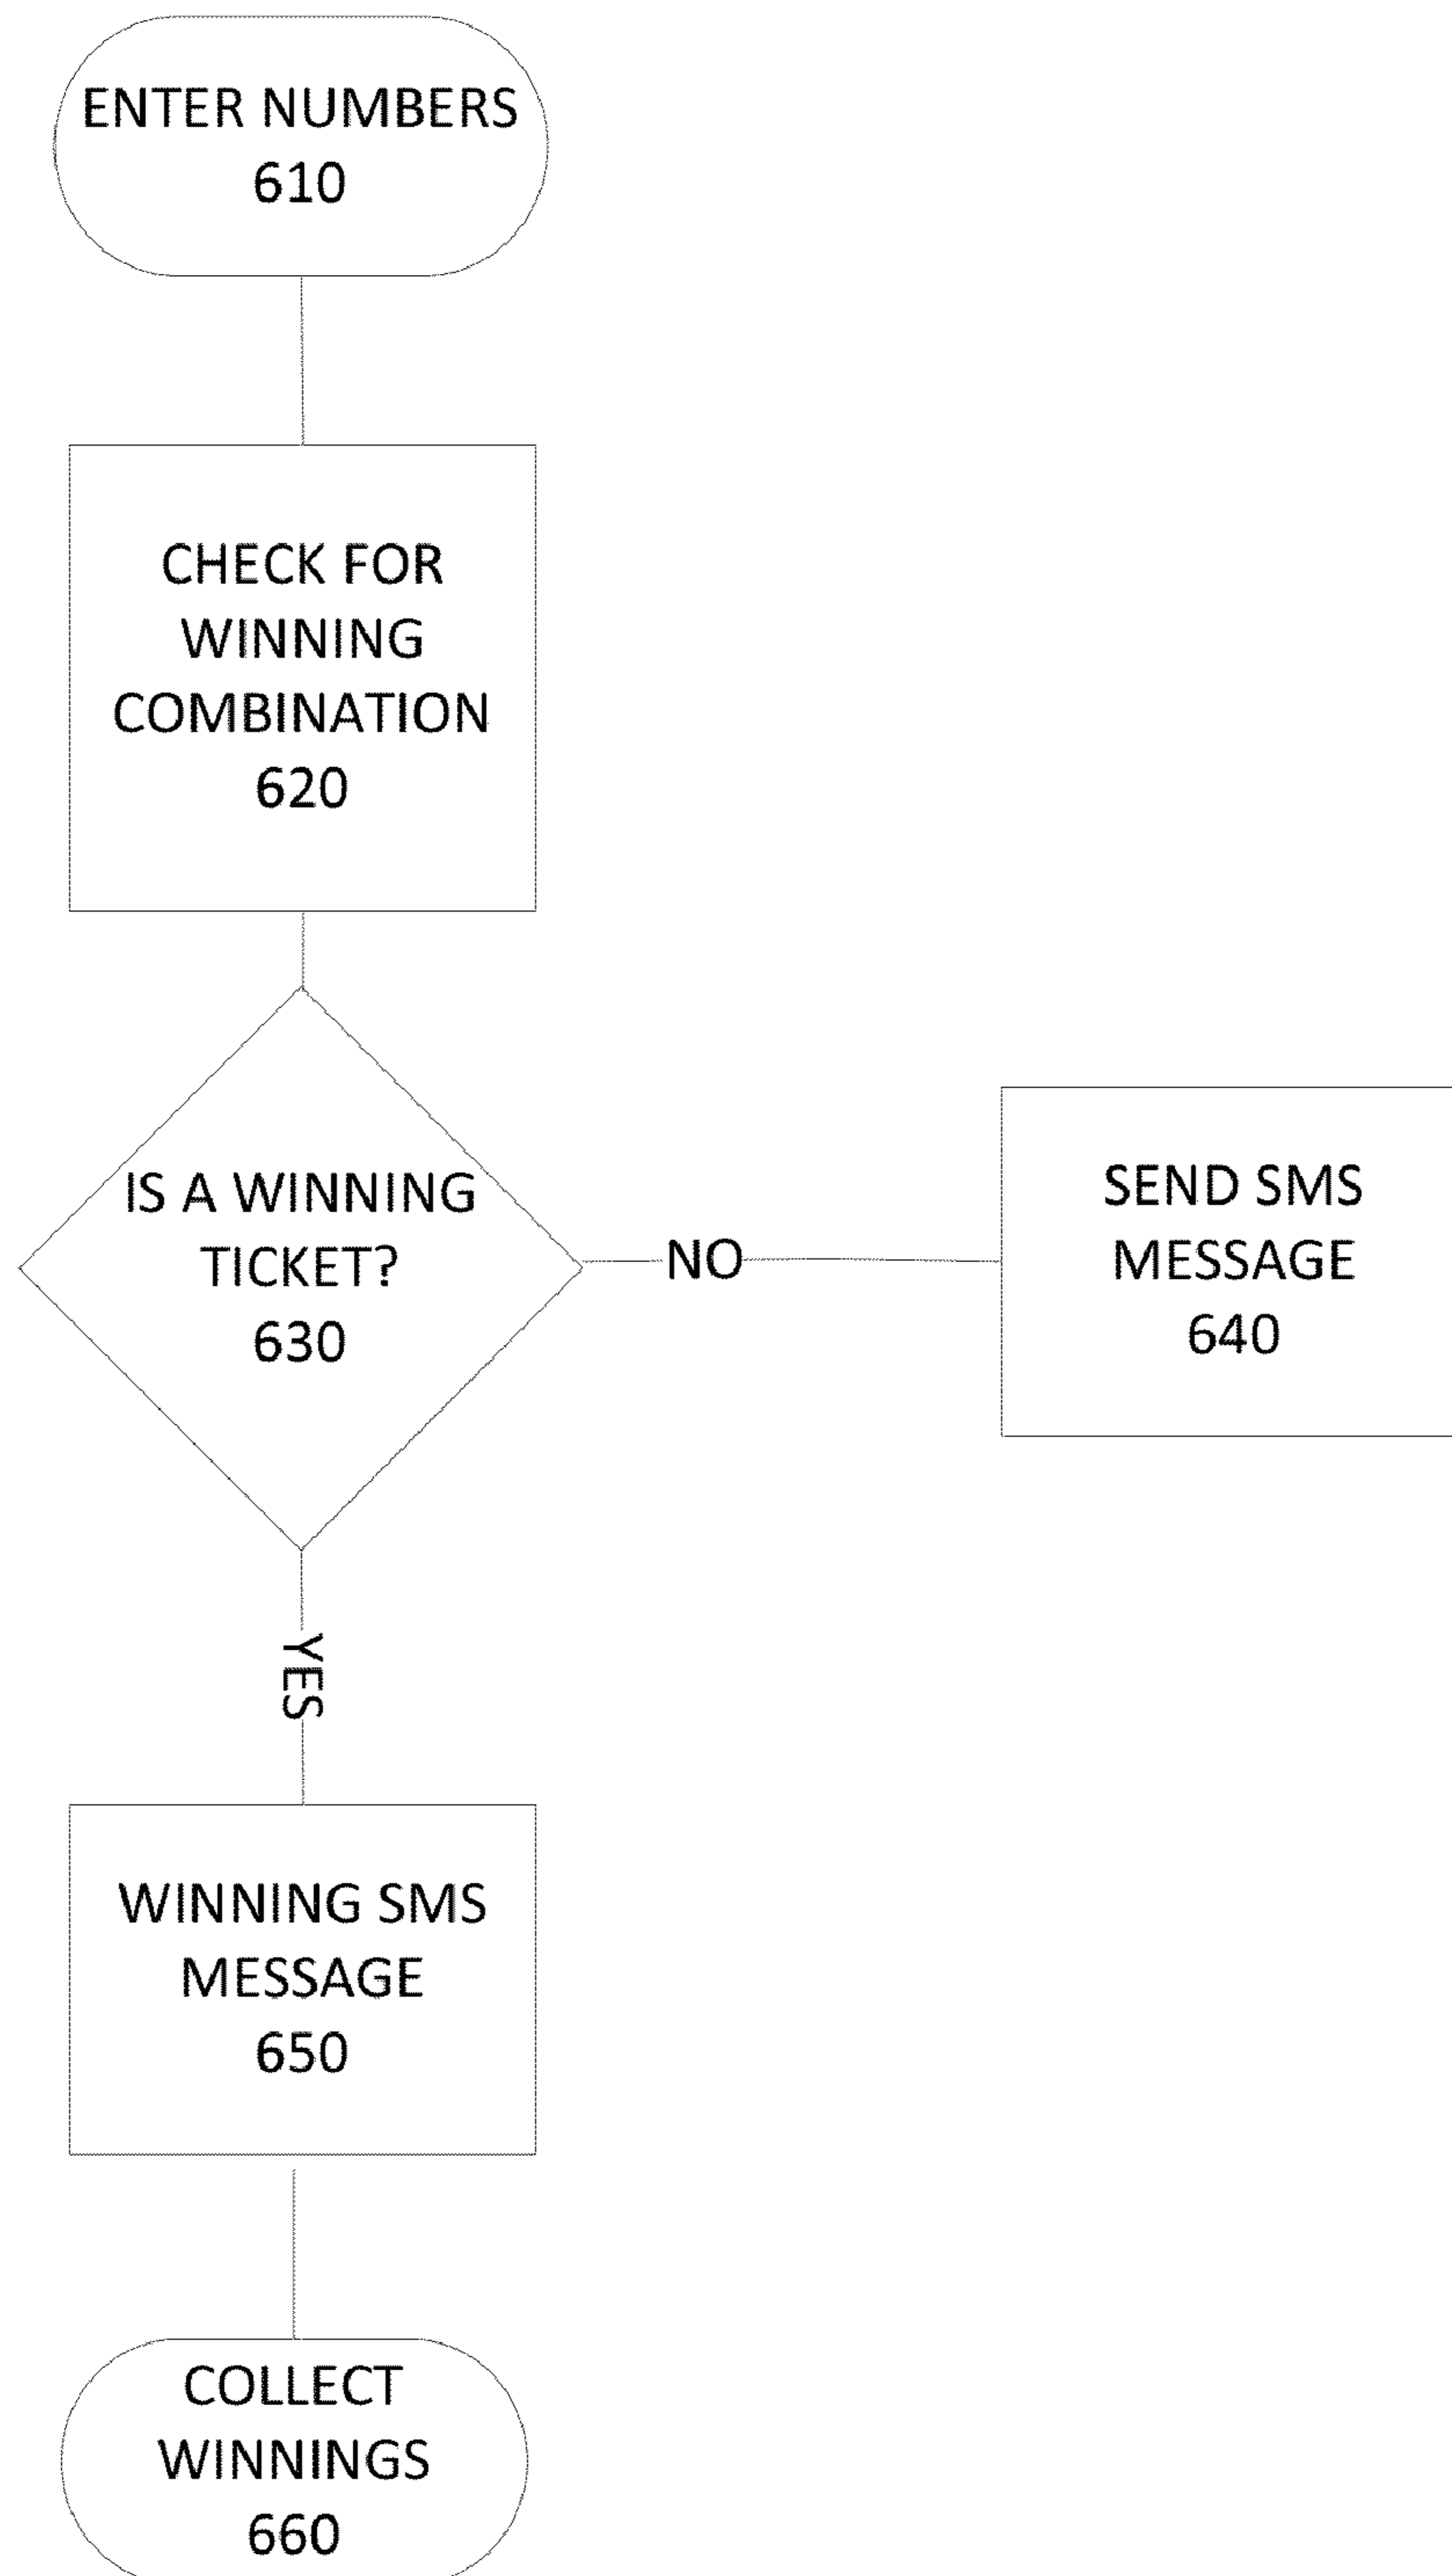 ENTER NUMBERS
610
CHECK FOR
WINNING
COMBINATION
620
IS A WINNING
TICKET?
630
NO
SEND SMS
MESSAGE
640
YES
WINNING SMS
MESSAGE
650
COLLECT
WINNINGS
660